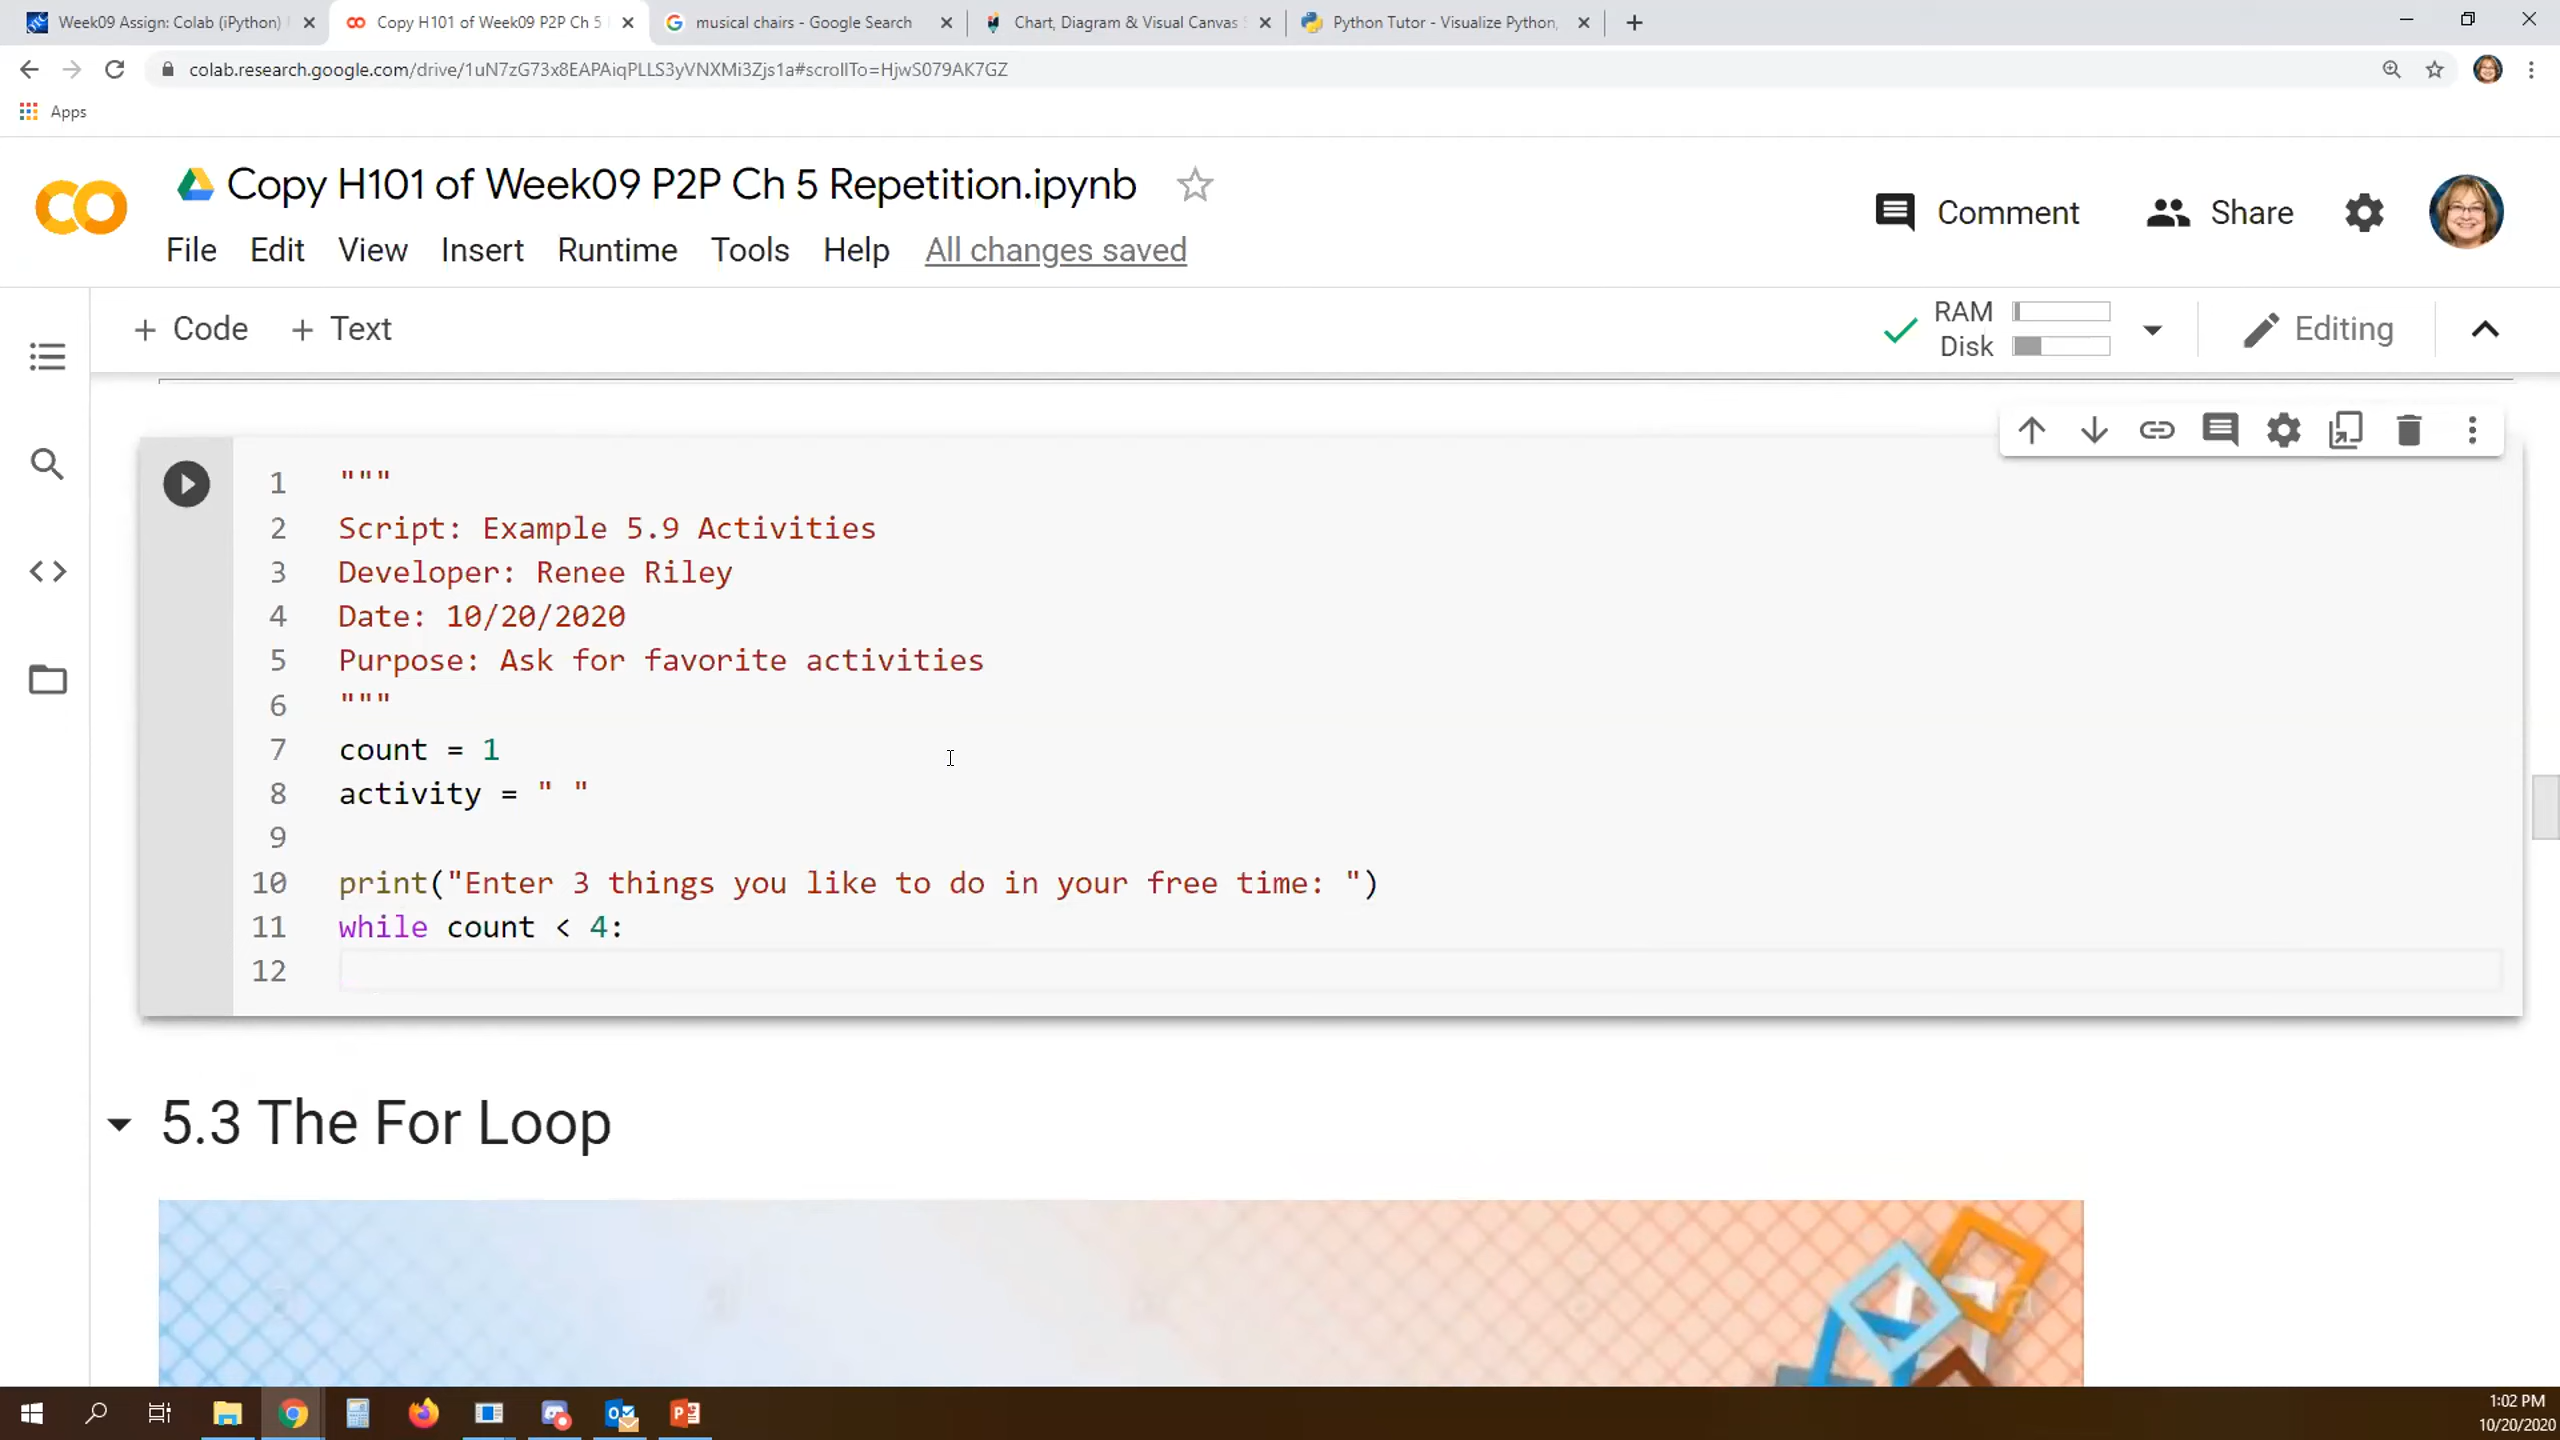 Week09 Assign: Colab (iPython)
Copy H101 of Week09 P2P Ch 5
musical chairs - Google Search
Chart, Diagram & Visual Canvas
Python Tutor - Visualize Python,
colab.research.google.com/drive/1uN7zG73x8EAPAiqPLLS3yVNXMi3Zjs1a#scrollTo=HjwS079AK7GZ
Apps
Copy H101 of Week09 P2P Ch 5 Repetition.ipynb
Comment
Share
File Edit View Insert Runtime Tools Help All changes saved
+ Code + Text
RAM
Disk
Editing
1 """
2 Script: Example 5.9 Activities
3 Developer: Renee Riley
4 Date: 10/20/2020
5 Purpose: Ask for favorite activities
6 """
7 count = 1
8 activity = " "
9
10 print("Enter 3 things you like to do in your free time: ")
11 while count < 4:
12
5.3 The For Loop
1:02 PM
10/20/2020